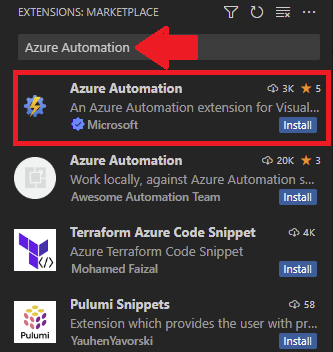 EXTENSIONS: MARKETPLACE
Azure Automation
Azure Automation 3K 5
An Azure Automation extension for Visual...
Microsoft Install
Azure Automation 20K 3
Work locally, against Azure Automation s...
Awesome Automation Team Install
Terraform Azure Code Snippet 4K
Azure Terraform Code Snippet
Mohamed Faizal Install
Pulumi Snippets 58
Extension which provides the user with pr...
YauhenYavorski Install
Pulumi